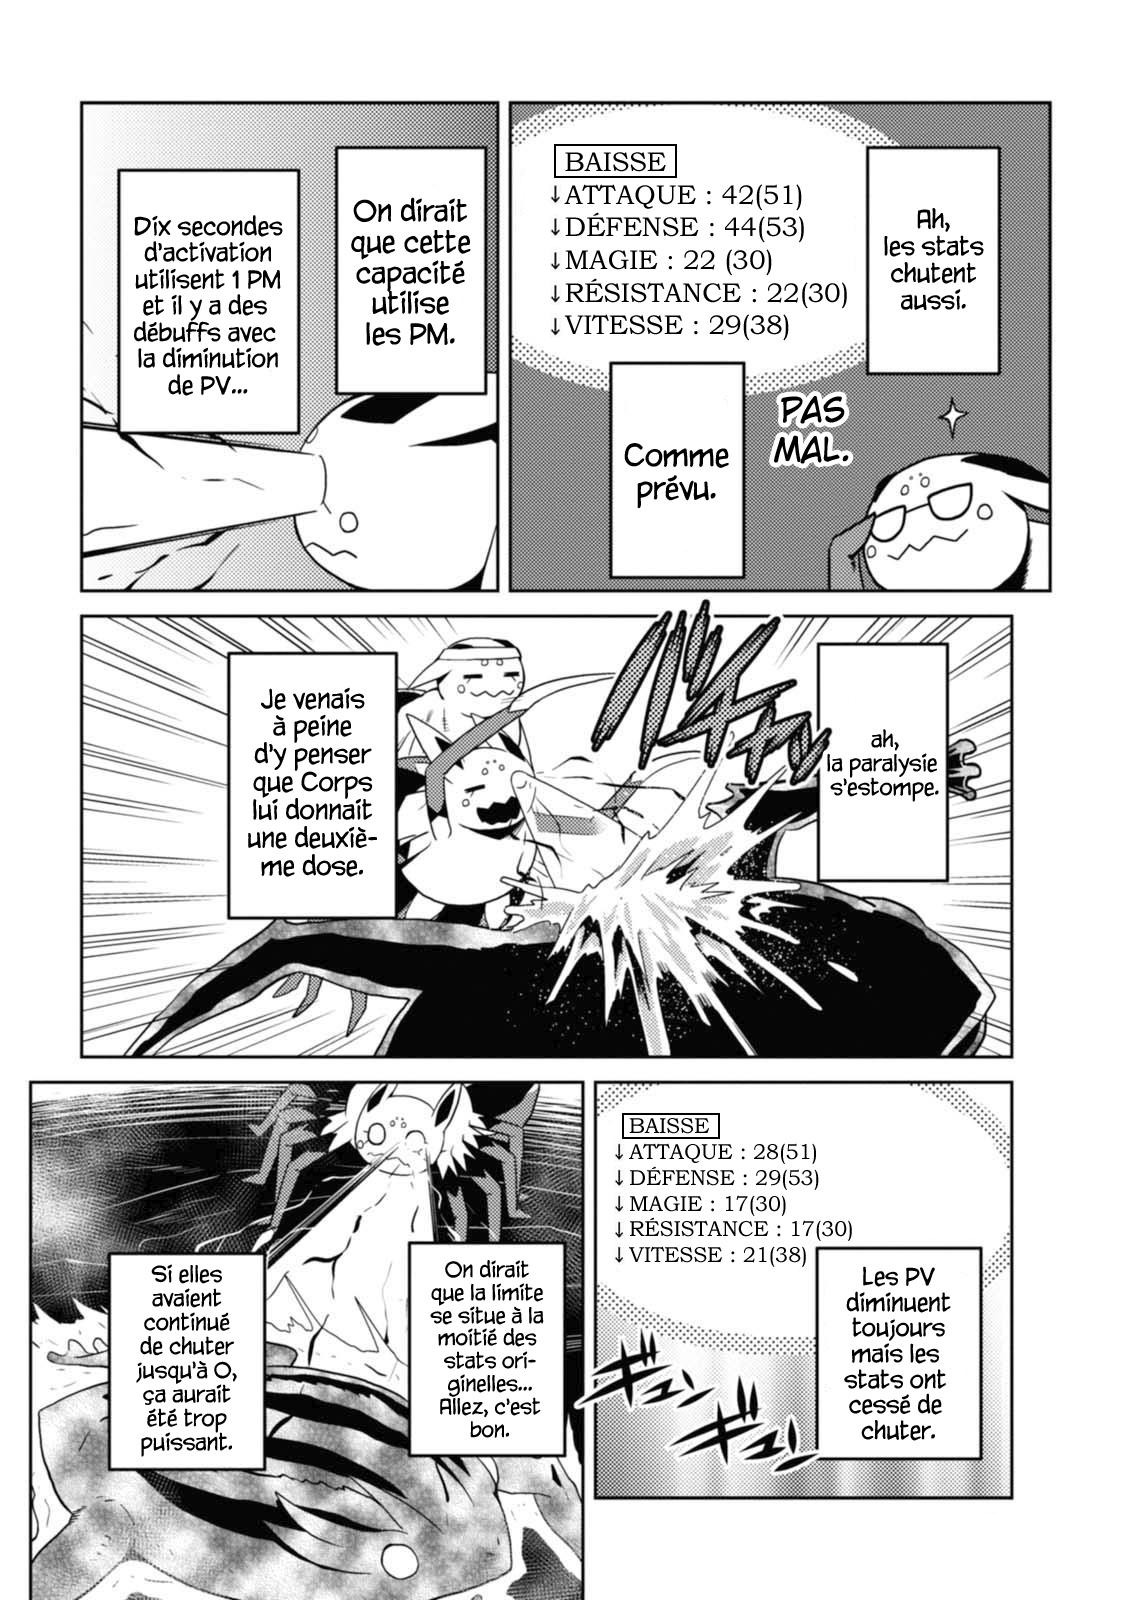 Ah,
les stats
chutent
aussi.
BAISSE
↓ATTAQUE : 42(51)
↓DÉFENSE : 44(53)
↓MAGIE : 22 (30)
↓RÉSISTANCE : 22(30)
↓VITESSE : 29(38)
PAS
MAL.
Comme
prévu.
On dirait
que cette
capacité
utilise
les PM.
Dix secondes
d'activation
utilisent 1 PM
et il y a des
débuffs avec
la diminution
de PV...
ah,
la paralysie
s'estompe.
Je venais
à peine
d'y penser
que Corps
lui donnait
une deuxiè-
me dose.
BAISSE
↓ATTAQUE : 28(51)
↓DÉFENSE : 29(53)
↓MAGIE : 17(30)
↓RÉSISTANCE : 17(30)
↓VITESSE : 21(38)
Les PV
diminuent
toujours
mais les
stats ont
cessé de
chuter.
ギュン
ギュン
On dirait
que la limite
se situe à la
moitié des
stats ori-
ginelles...
Allez, c'est
bon.
Si elles
avaient
continué
de chuter
jusqu'à 0,
ça aurait
été trop
puissant.